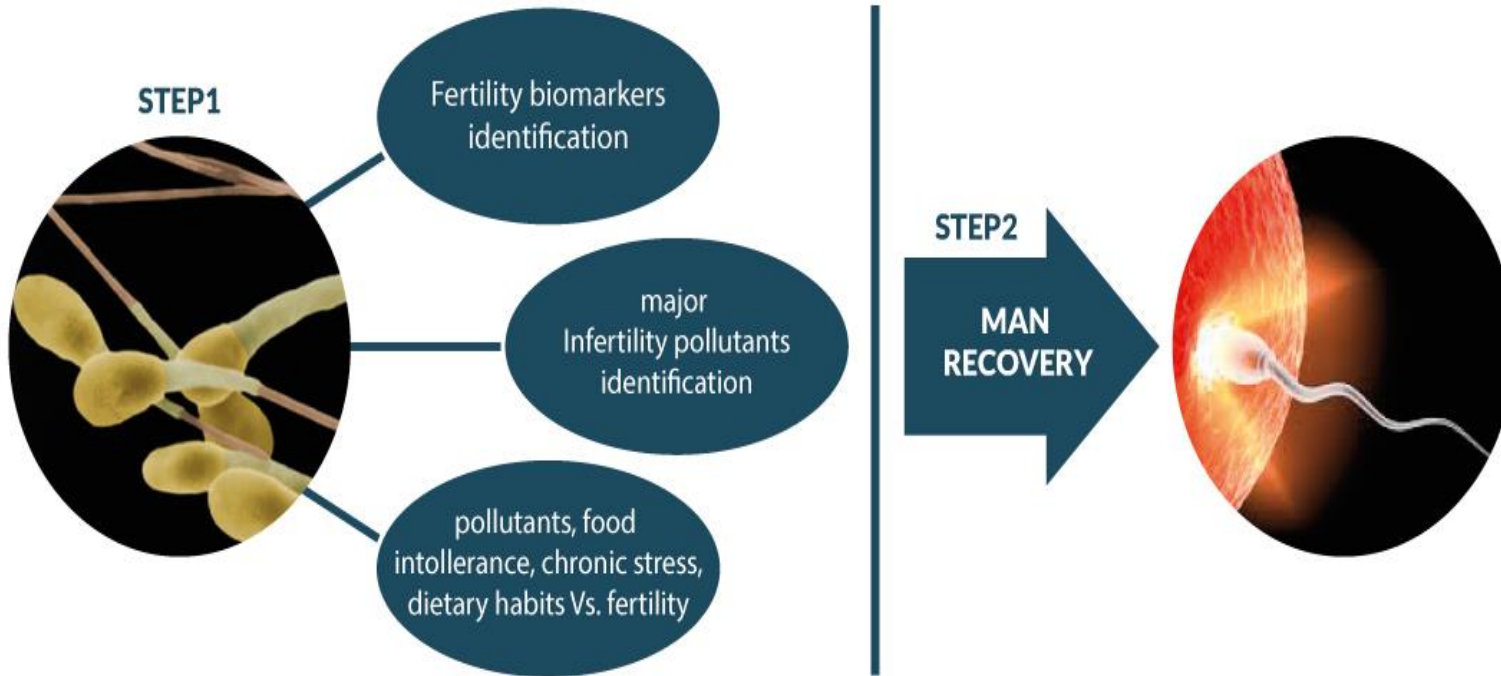 STEP1
Fertility biomarkers
identification
major
Infertility pollutants
identification
pollutants, food
intollerance, chronic stress,
dietary habits Vs. fertility
STEP2
MAN
RECOVERY